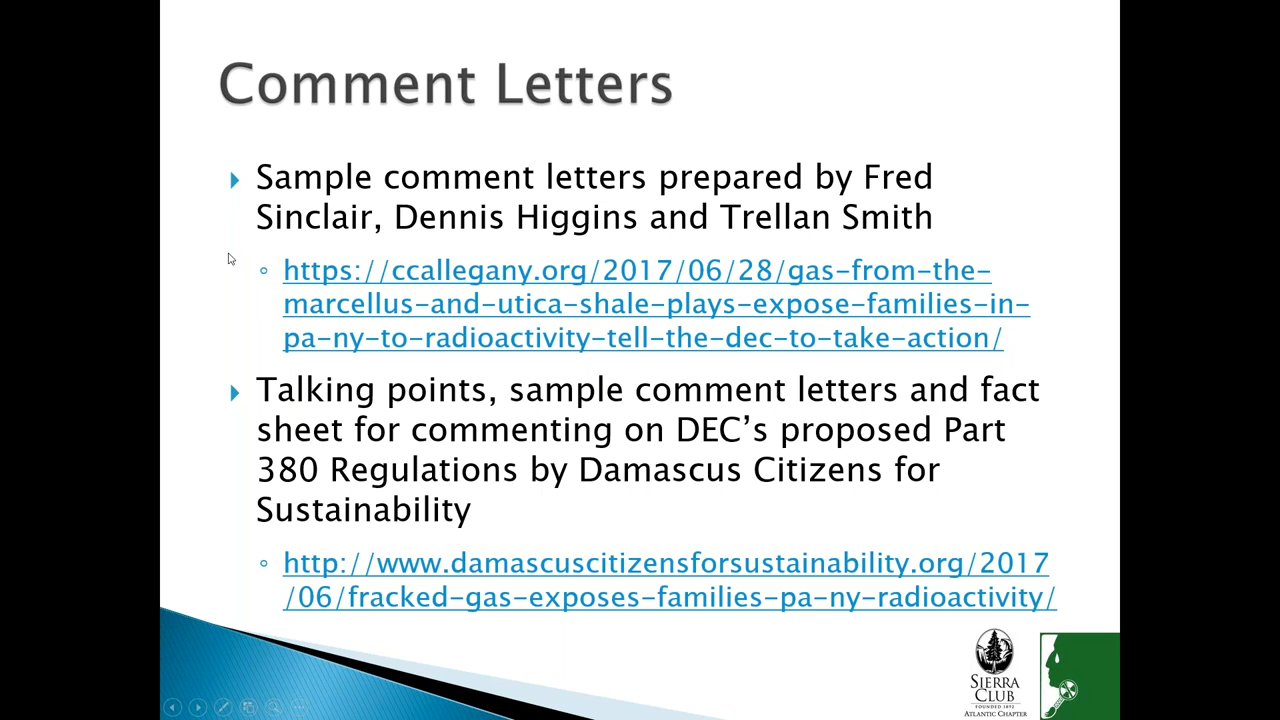 Comment Letters
Sample comment letters prepared by Fred
Sinclair, Dennis Higgins and Trellan Smith
https://ccallegany.org/2017/06/28/gas-from-the-
marcellus-and-utica-shale-plays-expose-families-in-
pa-ny-to-radioactivity-tell-the-dec-to-take-action/
Talking points, sample comment letters and fact
sheet for commenting on DEC’s proposed Part
380 Regulations by Damascus Citizens for
Sustainability
http://www.damascuscitizensforsustainability.org/2017
/06/fracked-gas-exposes-families-pa-ny-radioactivity/
SIERRA
CLUB
FOUNDED 1892
ATLANTIC CHAPTER